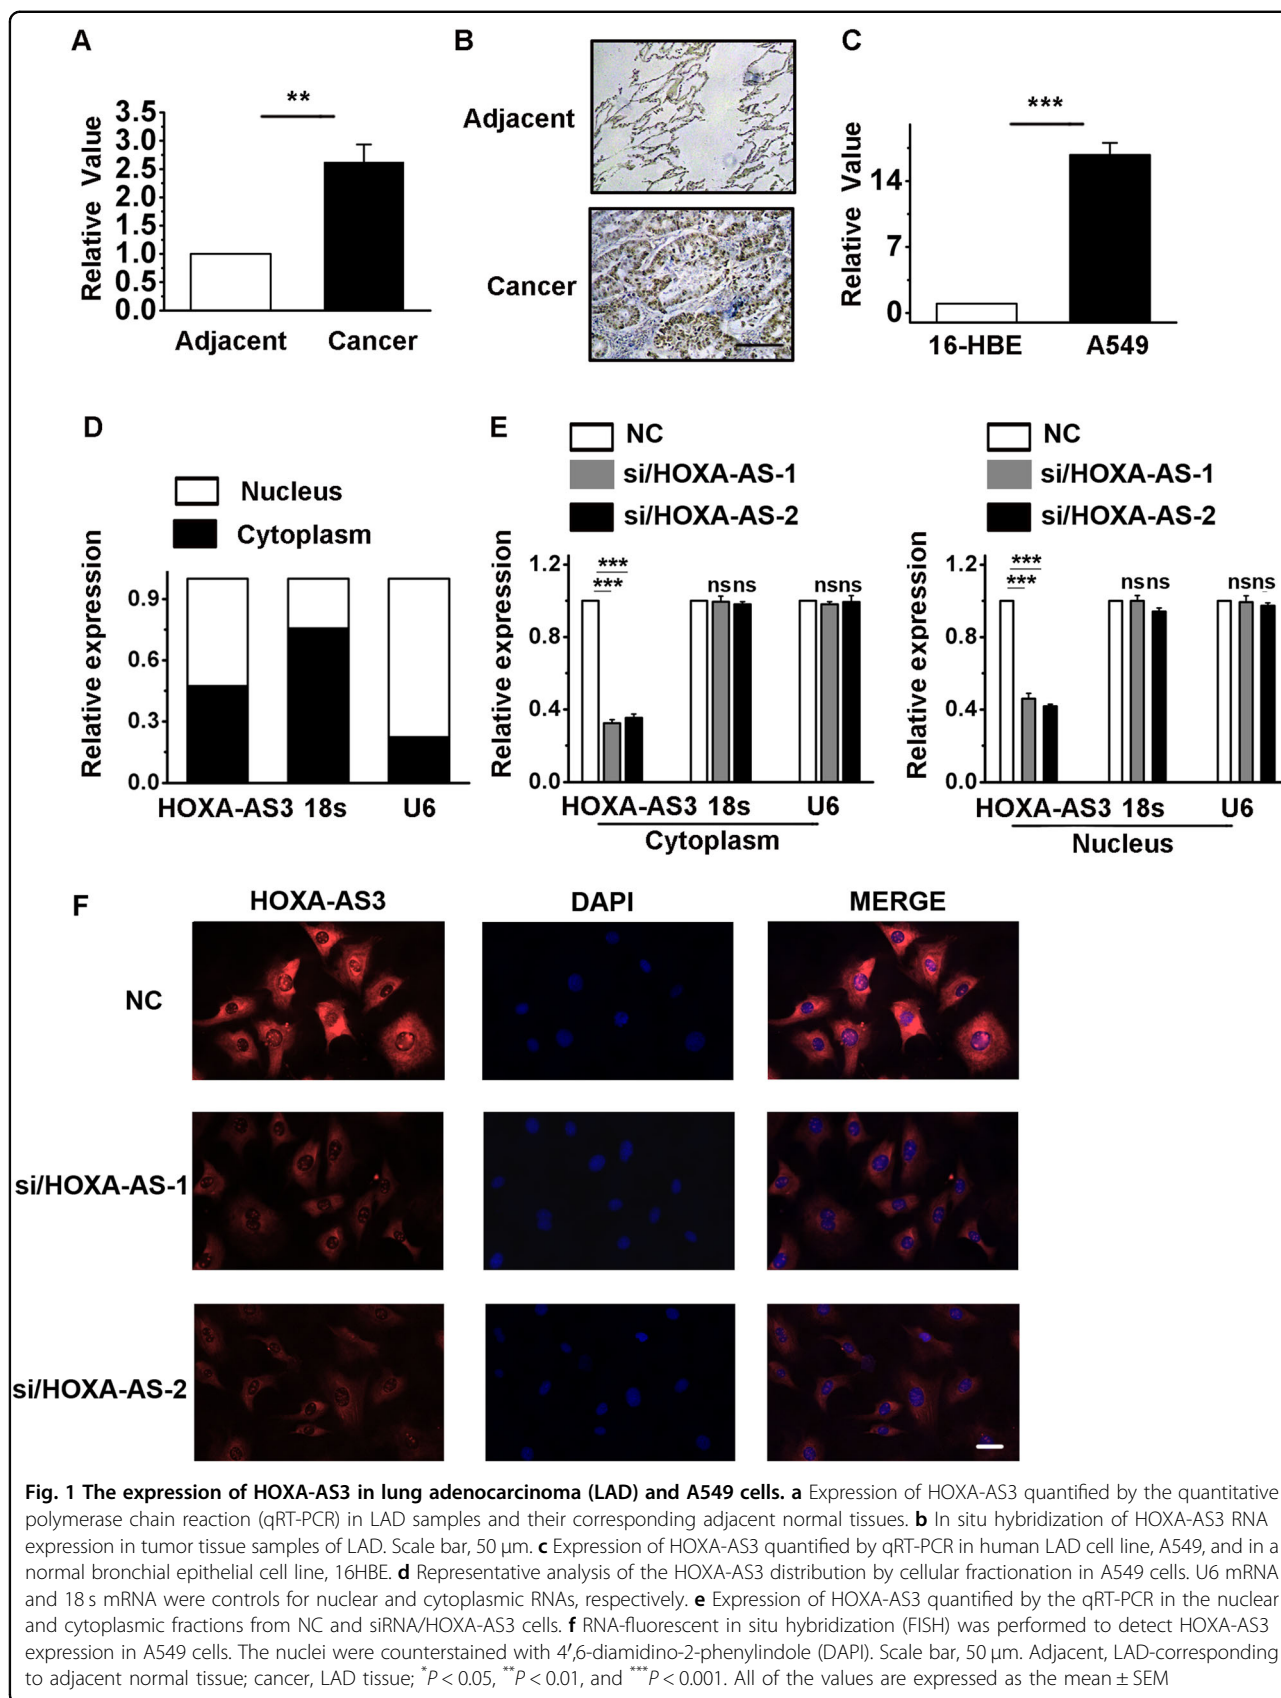 A
**
Relative Value
3.5
3.0
2.5
2.0
1.5
1.0
0.5
0.0
Adjacent Cancer
B
Adjacent
Cancer
C
***
Relative Value
14
7
0
16-HBE A549
D
Nucleus
Cytoplasm
Relative expression
0.9
0.6
0.3
0.0
HOXA-AS3 18s U6
E
NC
si/HOXA-AS-1
si/HOXA-AS-2
Relative expression
1.2
0.8
0.4
0.0
***
***
ns ns
ns ns
HOXA-AS3 18s U6
Cytoplasm
NC
si/HOXA-AS-1
si/HOXA-AS-2
Relative expression
1.2
0.8
0.4
0.0
***
***
ns ns
ns ns
HOXA-AS3 18s U6
Nucleus
F
HOXA-AS3 DAPI MERGE
NC
si/HOXA-AS-1
si/HOXA-AS-2
Fig. 1 The expression of HOXA-AS3 in lung adenocarcinoma (LAD) and A549 cells. a Expression of HOXA-AS3 quantified by the quantitative
polymerase chain reaction (qRT-PCR) in LAD samples and their corresponding adjacent normal tissues. b In situ hybridization of HOXA-AS3 RNA
expression in tumor tissue samples of LAD. Scale bar, 50 μm. c Expression of HOXA-AS3 quantified by qRT-PCR in human LAD cell line, A549, and in a
normal bronchial epithelial cell line, 16HBE. d Representative analysis of the HOXA-AS3 distribution by cellular fractionation in A549 cells. U6 mRNA
and 18 s mRNA were controls for nuclear and cytoplasmic RNAs, respectively. e Expression of HOXA-AS3 quantified by the qRT-PCR in the nuclear
and cytoplasmic fractions from NC and siRNA/HOXA-AS3 cells. f RNA-fluorescent in situ hybridization (FISH) was performed to detect HOXA-AS3
expression in A549 cells. The nuclei were counterstained with 4′,6-diamidino-2-phenylindole (DAPI). Scale bar, 50 μm. Adjacent, LAD-corresponding
to adjacent normal tissue; cancer, LAD tissue; *P < 0.05, **P < 0.01, and ***P < 0.001. All of the values are expressed as the mean ± SEM